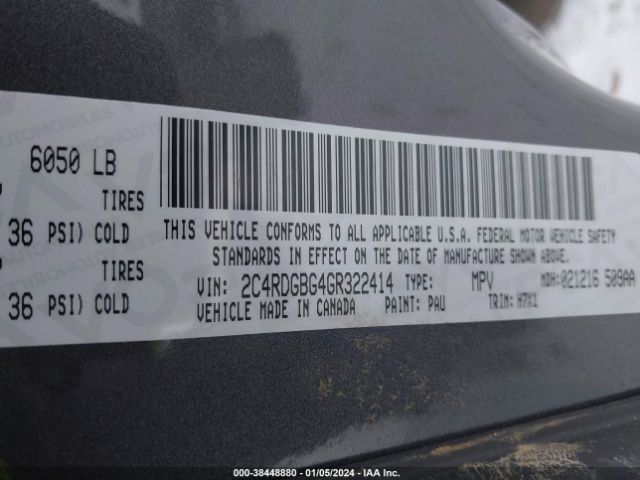 6050 LB
TIRES
36 PSI) COLD
TIRES
36 PSI) COLD
THIS VEHICLE CONFORMS TO ALL APPLICABLE U.S.A. FEDERAL MOTOR VEHICLE SAFETY
STANDARDS IN EFFECT ON THE DATE OF MANUFACTURE SHOWN ABOVE.
VIN: 2C4RDGBG4GR322414 TYPE: MPV MDH:021216 509AA
VEHICLE MADE IN CANADA PAINT: PAU TRIM: H7X1
000-38448880 - 01/05/2024 - IAA Inc.